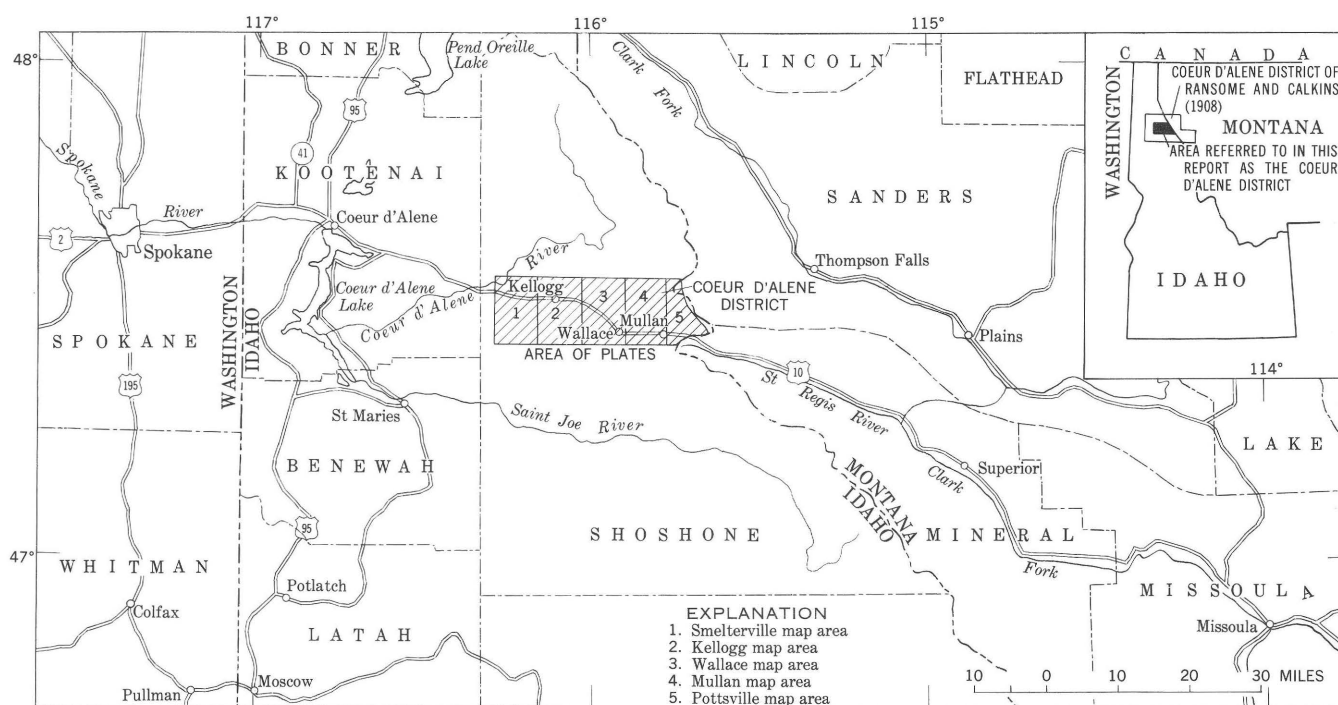 117°
116°
115°
48°
BONNER
Pend Oreille
Lake
Clark
Fork
LINCOLN
FLATHEAD
CANADA
WASHINGTON
COEUR D'ALENE DISTRICT OF
RANSOME AND CALKINS
(1908)
MONTANA
AREA REFERRED TO IN THIS
REPORT AS THE COEUR
D'ALENE DISTRICT
IDAHO
95
41
KOOTENAI
Spokane
River
2
Spokane
Coeur d'Alene
SANDERS
Thompson Falls
River
Coeur d'Alene
Kellogg
Coeur d'Alene
Lake
1
2
3
4
4
5
Wallace
Mullan
COEUR D'ALENE
DISTRICT
AREA OF PLATES
Plains
114°
SPOKANE
WASHINGTON
IDAHO
195
St Maries
10
St Regis River
Saint Joe River
LAKE
BENEWAH
Superior
Clark
Fork
MONTANA
IDAHO
SHOSHONE
MINERAL
95
47°
WHITMAN
Potlatch
Colfax
MISSOULA
LATAH
Missoula
EXPLANATION
1. Smelterville map area
2. Kellogg map area
3. Wallace map area
4. Mullan map area
5. Pottsville map area
Pullman
Moscow
10 0 10 20 30 MILES